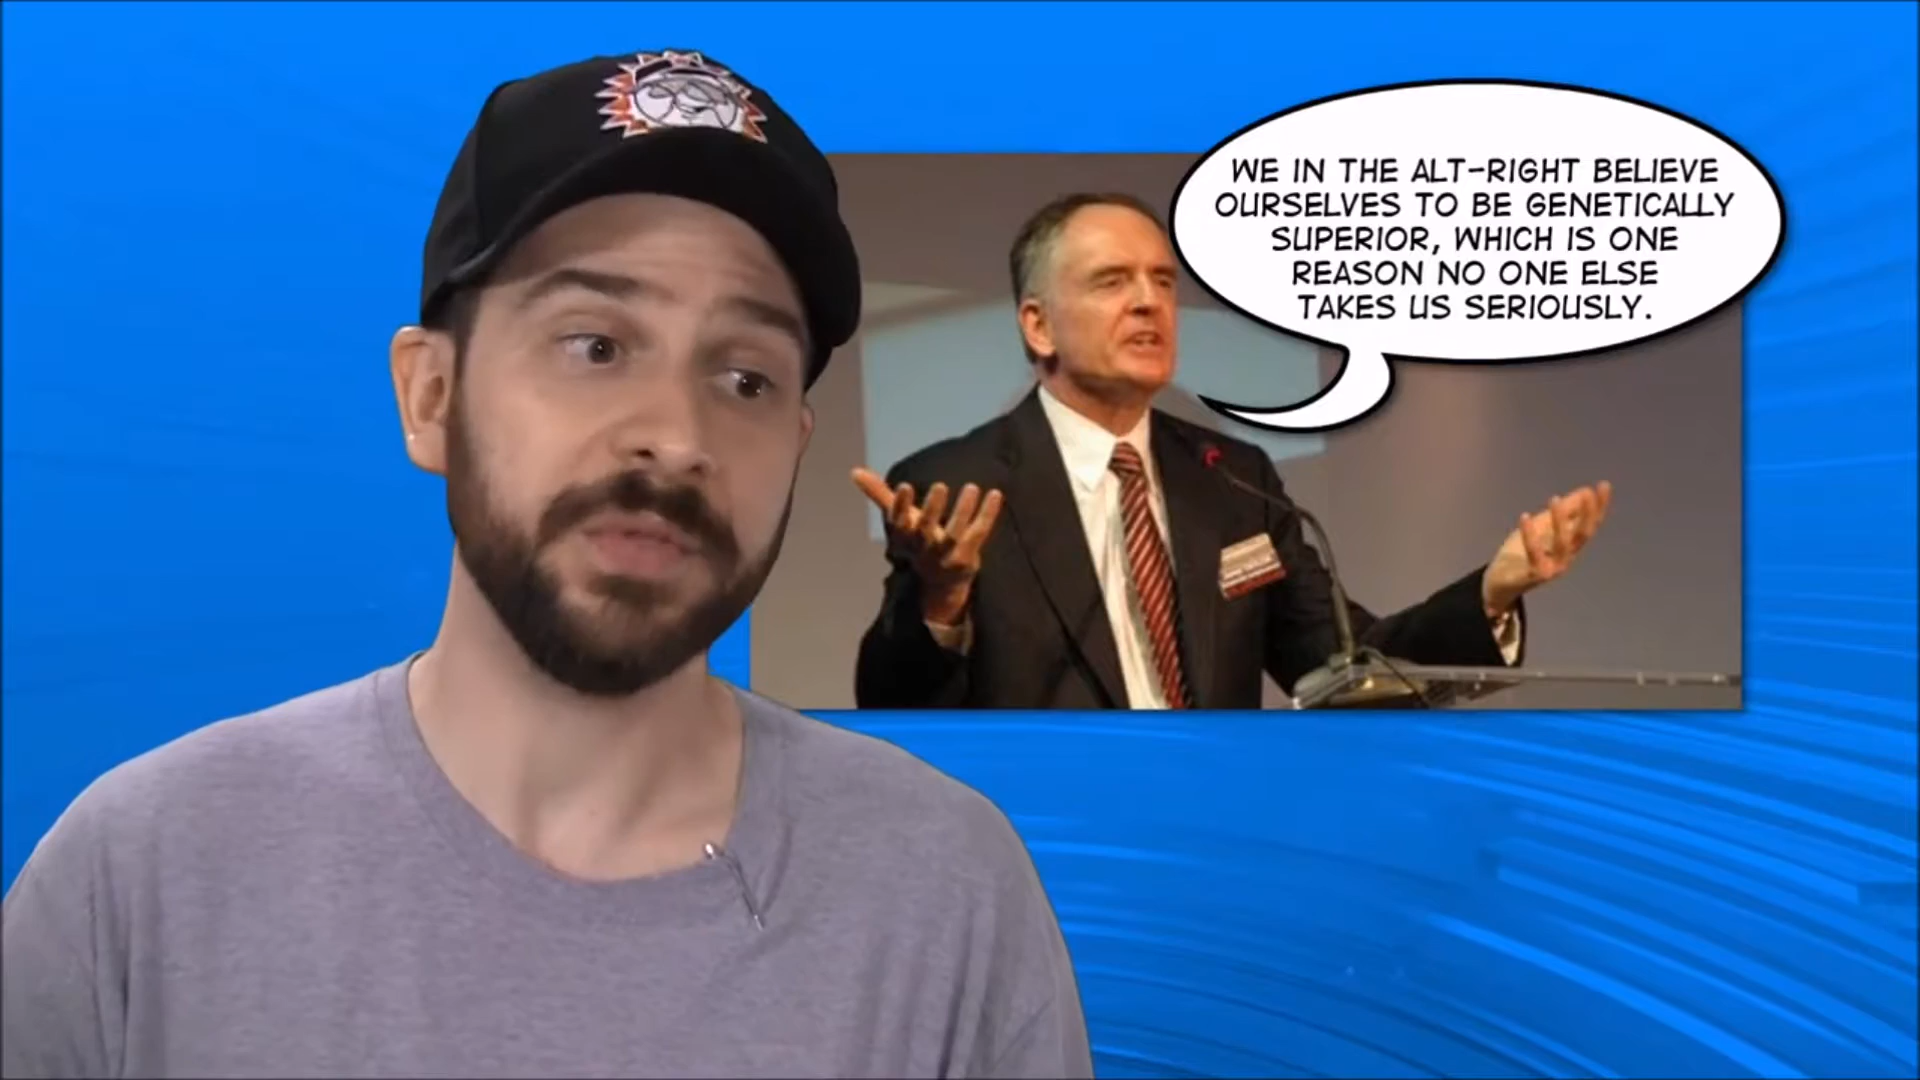 WE IN THE ALT-RIGHT BELIEVE
OURSELVES TO BE GENETICALLY
SUPERIOR, WHICH IS ONE
REASON NO ONE ELSE
TAKES US SERIOUSLY.